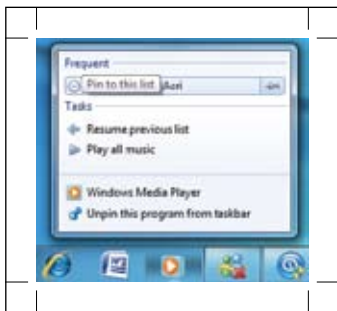 Frequent
Pin to this list
Tasks
Resume previous list
Play all music
Windows Media Player
Unpin this program from taskbar